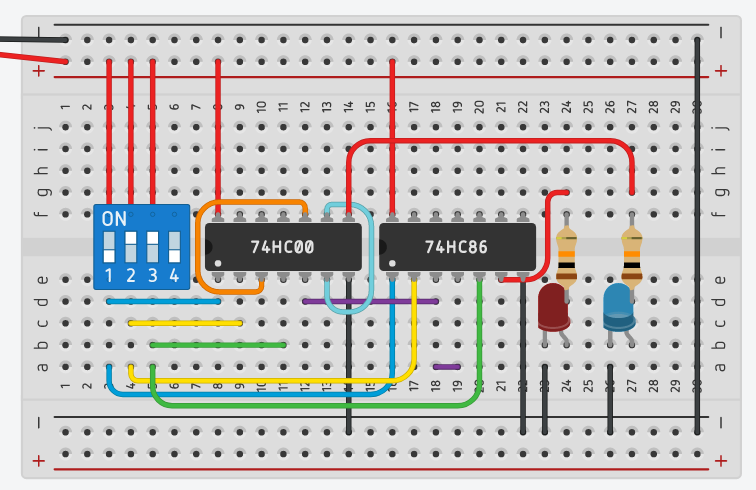 − −
+ +
1 2 3 4 5 6 7 8 9 10 11 12 13 14 15 16 17 18 19 20 21 22 23 24 25 26 27 28 29 30
j j
i i
h h
g g
f f
ON
1 2 3 4
74HC00
74HC86
e e
d d
c c
b b
a a
1 2 3 4 5 6 7 8 9 10 11 12 13 14 15 16 17 18 19 20 21 22 23 24 25 26 27 28 29 30
− −
+ +